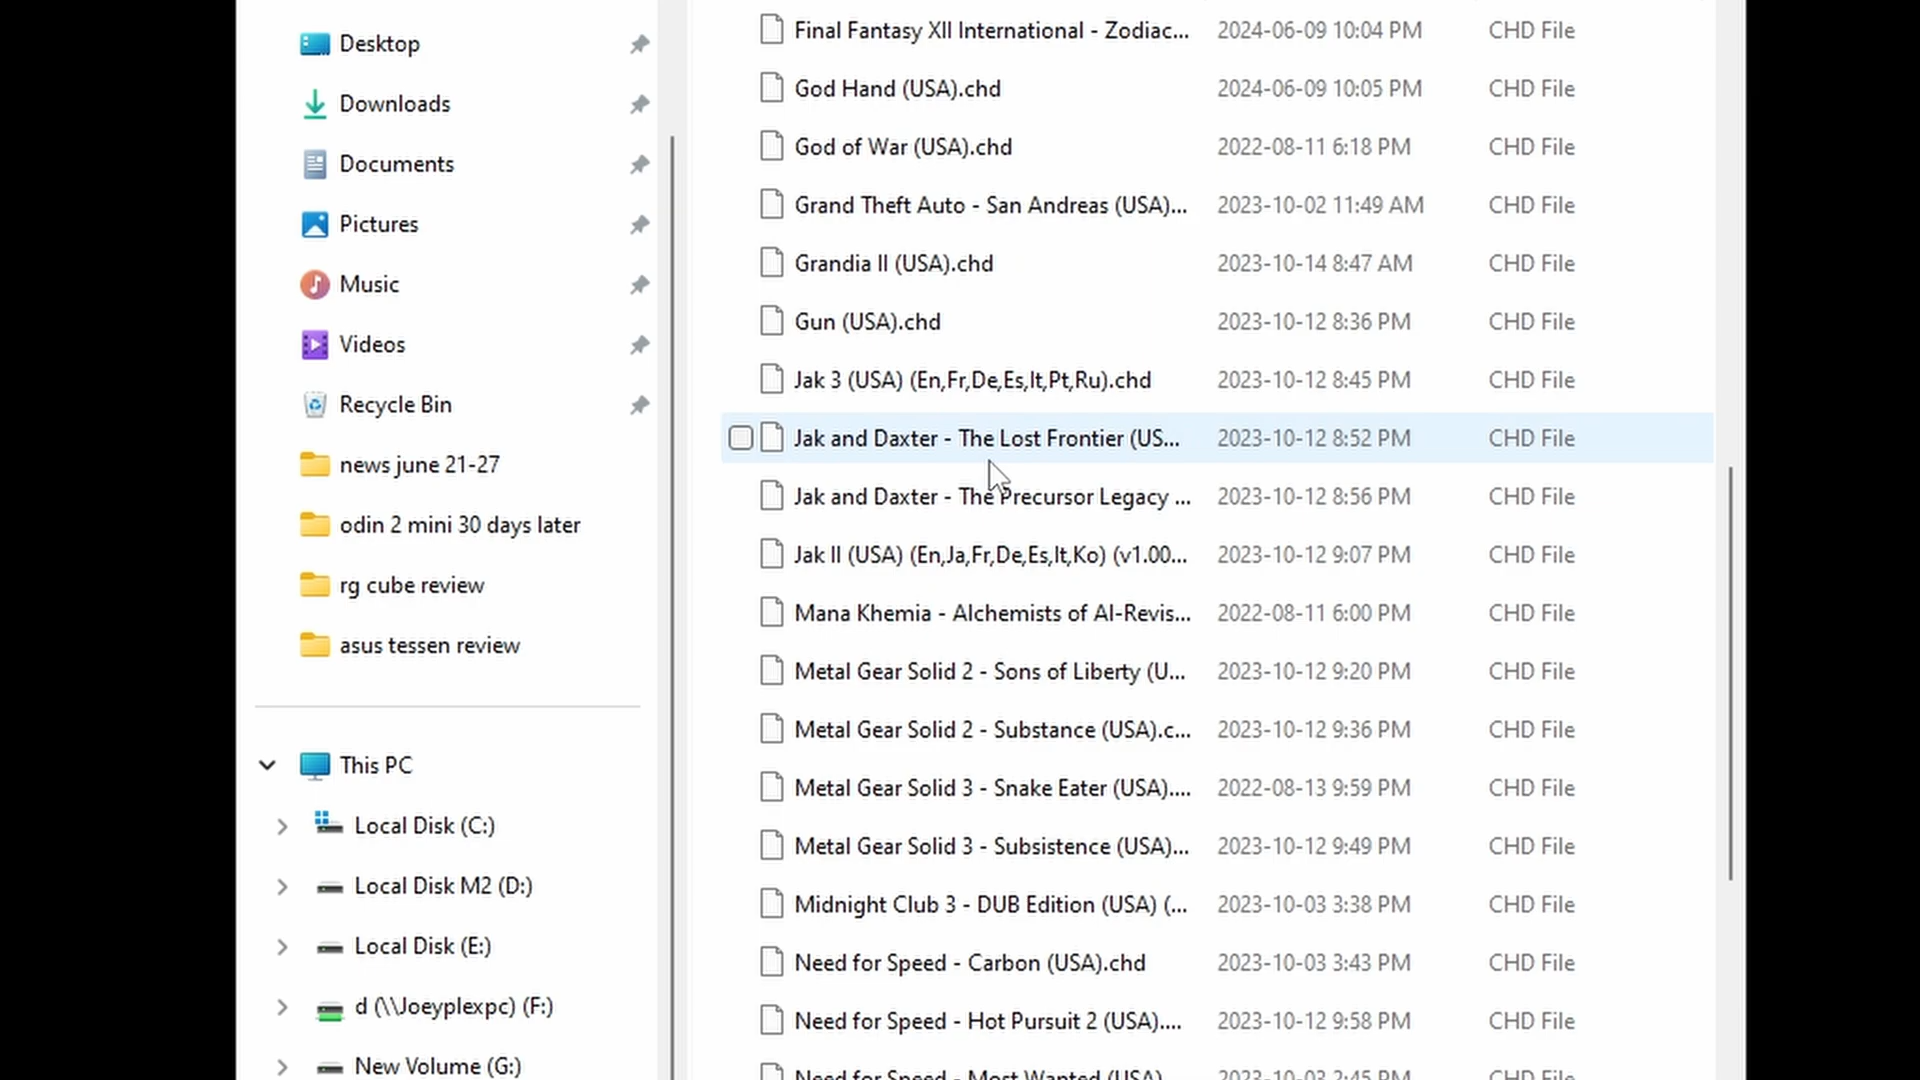 Desktop
Downloads
Documents
Pictures
Music
Videos
Recycle Bin
news june 21-27
odin 2 mini 30 days later
rg cube review
asus tessen review
This PC
Local Disk (C:)
Local Disk M2 (D:)
Local Disk (E:)
d (\\Joeyplexpc) (F:)
New Volume (G:)
Final Fantasy XII International - Zodiac... 2024-06-09 10:04 PM CHD File
God Hand (USA).chd 2024-06-09 10:05 PM CHD File
God of War (USA).chd 2022-08-11 6:18 PM CHD File
Grand Theft Auto - San Andreas (USA)... 2023-10-02 11:49 AM CHD File
Grandia II (USA).chd 2023-10-14 8:47 AM CHD File
Gun (USA).chd 2023-10-12 8:36 PM CHD File
Jak 3 (USA) (En,Fr,De,Es,It,Pt,Ru).chd 2023-10-12 8:45 PM CHD File
Jak and Daxter - The Lost Frontier (US... 2023-10-12 8:52 PM CHD File
Jak and Daxter - The Precursor Legacy ... 2023-10-12 8:56 PM CHD File
Jak II (USA) (En,Ja,Fr,De,Es,It,Ko) (v1.00... 2023-10-12 9:07 PM CHD File
Mana Khemia - Alchemists of Al-Revis... 2022-08-11 6:00 PM CHD File
Metal Gear Solid 2 - Sons of Liberty (U... 2023-10-12 9:20 PM CHD File
Metal Gear Solid 2 - Substance (USA).c... 2023-10-12 9:36 PM CHD File
Metal Gear Solid 3 - Snake Eater (USA).... 2022-08-13 9:59 PM CHD File
Metal Gear Solid 3 - Subsistence (USA)... 2023-10-12 9:49 PM CHD File
Midnight Club 3 - DUB Edition (USA) (... 2023-10-03 3:38 PM CHD File
Need for Speed - Carbon (USA).chd 2023-10-03 3:43 PM CHD File
Need for Speed - Hot Pursuit 2 (USA).... 2023-10-12 9:58 PM CHD File
Need for Speed - Most Wanted (USA) 2023-10-03 2:45 PM CHD File